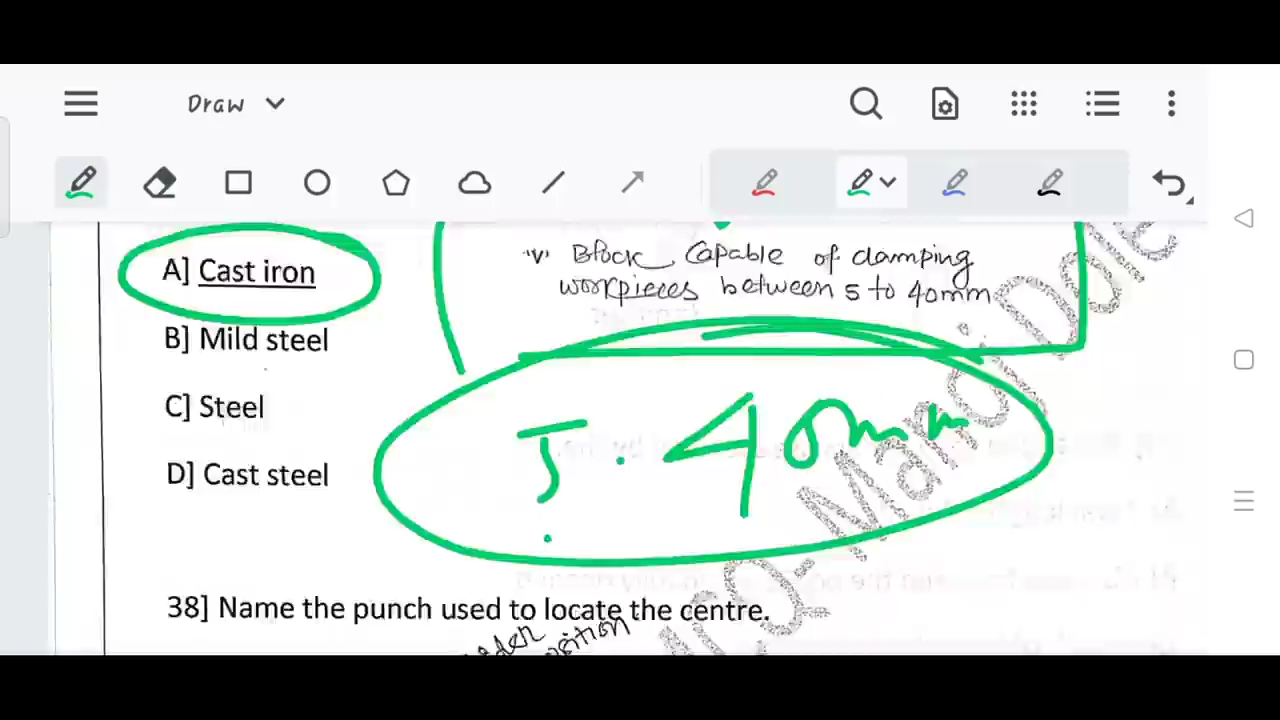 Draw
A] Cast iron
"V" Block Capable of clamping
workpieces between 5 to 40mm
B] Mild steel
C] Steel
5. 40mm
D] Cast steel
38] Name the punch used to locate the centre.